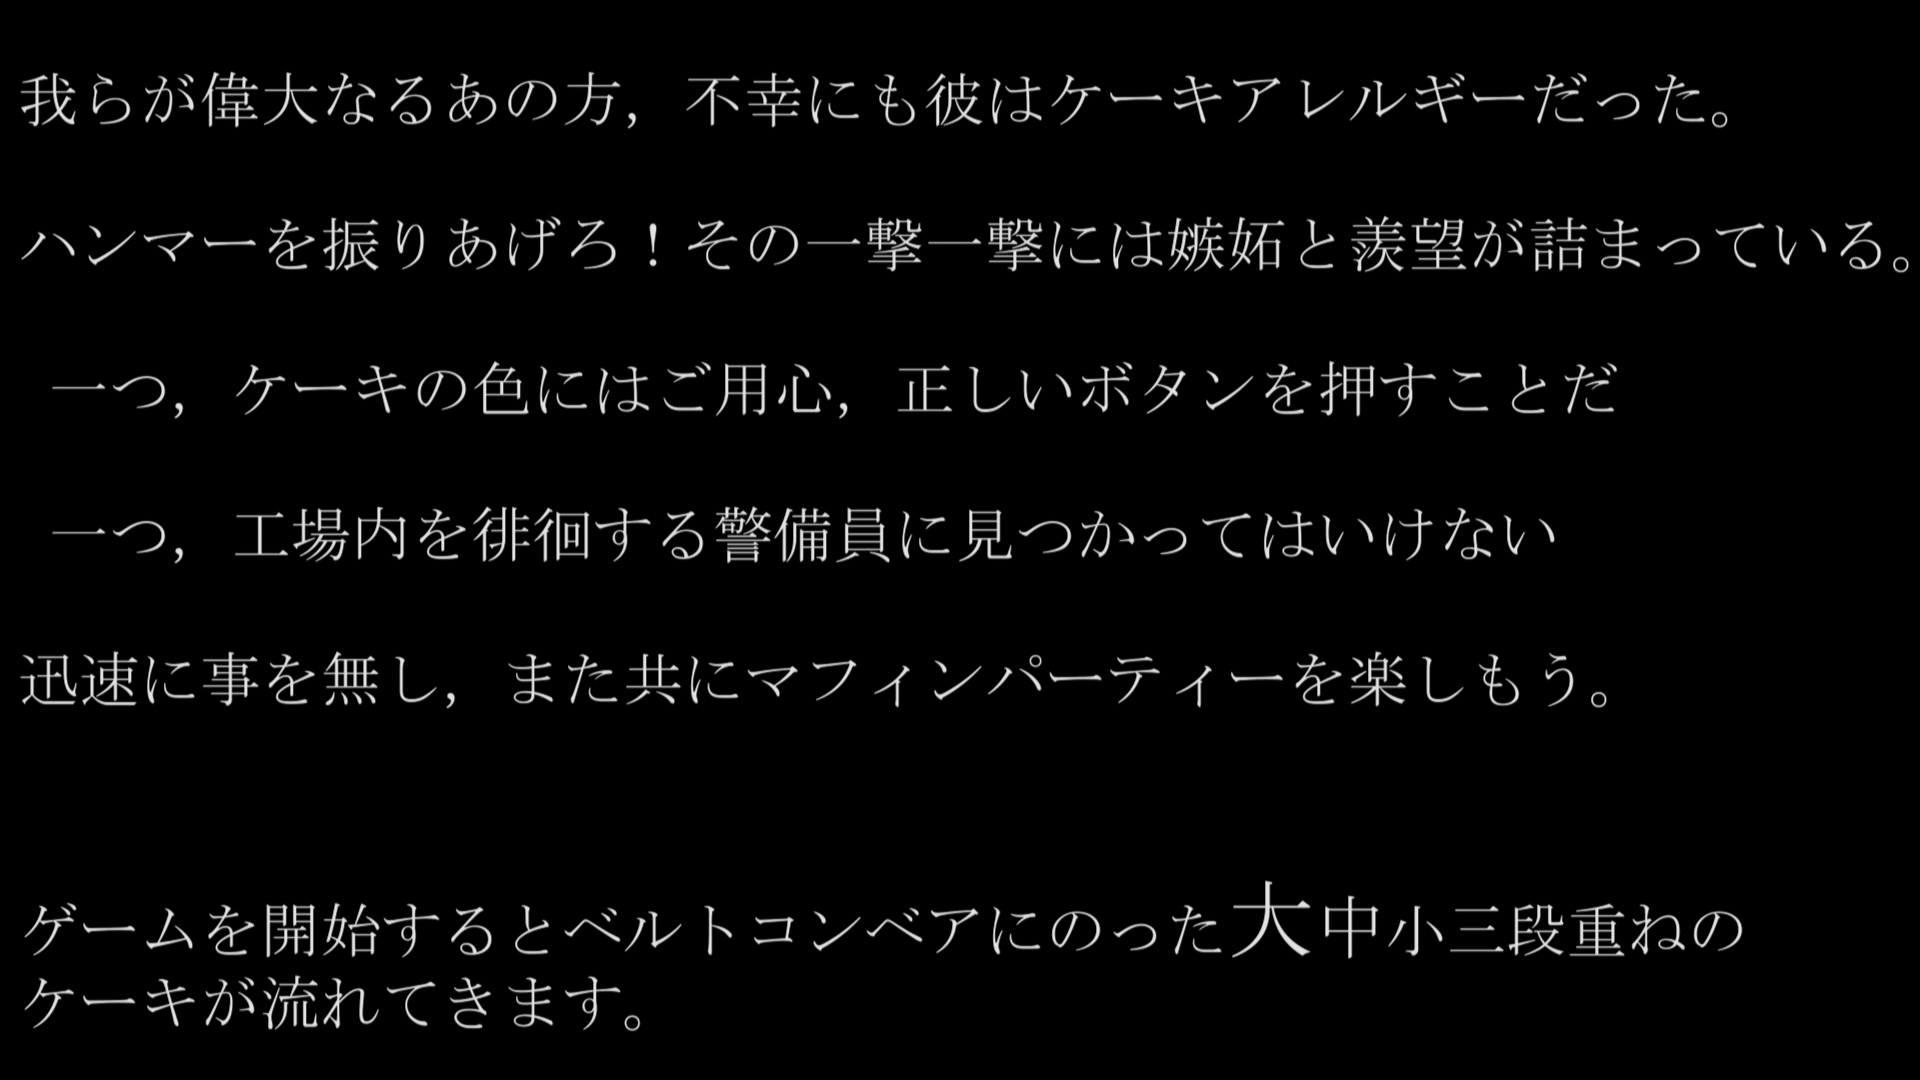 我らが偉大なるあの方，不幸にも彼はケーキアレルギーだった。
ハンマーを振りあげろ！その一撃一撃には嫉妬と羨望が詰まっている。
一つ，ケーキの色にはご用心，正しいボタンを押すことだ
一つ，工場内を徘徊する警備員に見つかってはいけない
迅速に事を無し，また共にマフィンパーティーを楽しもう。
ゲームを開始するとベルトコンベアにのった大中小三段重ねの
ケーキが流れてきます。